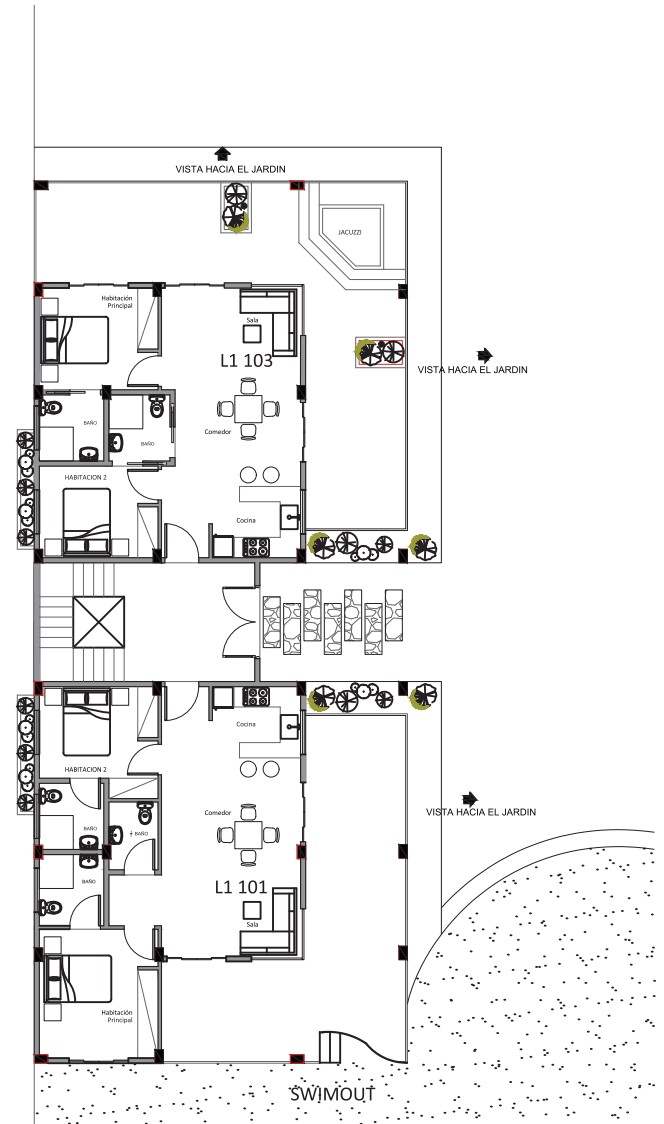 VISTA HACIA EL JARDIN
JACUZZI
Habitación
Principal
Sala
L1 103
VISTA HACIA EL JARDIN
BAÑO
BAÑO
Comedor
HABITACION 2
Cocina
Cocina
HABITACION 2
VISTA HACIA EL JARDIN
Comedor
BAÑO
½ BAÑO
BAÑO
L1 101
Sala
Habitación
Principal
SWIMOUT